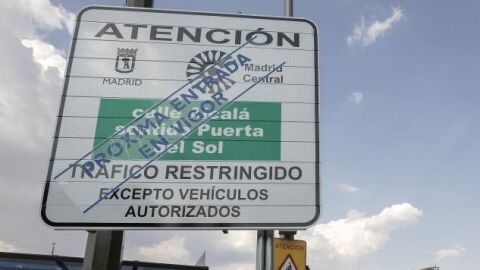 ATENCIÓN
MADRID
Madrid
Central
calle Alcalá
Sentido Puerta
del Sol
PRÓXIMA ENTRADA
EN VIGOR
TRÁFICO RESTRINGIDO
EXCEPTO VEHÍCULOS
AUTORIZADOS
ATENCIÓN